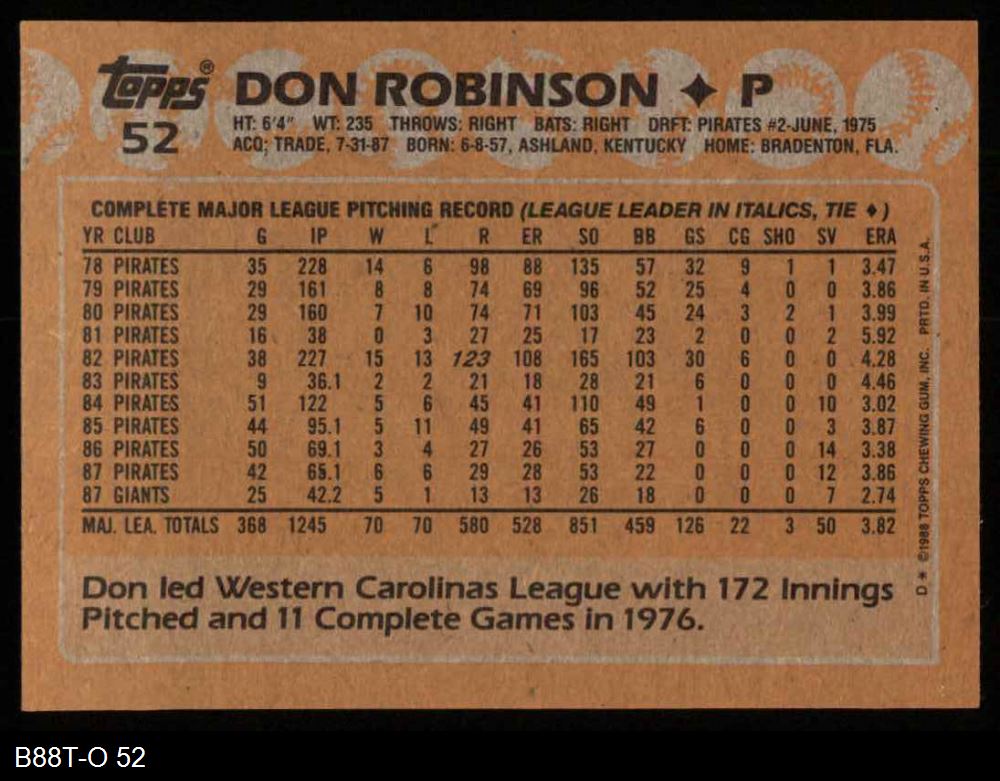 topps®
DON ROBINSON ✦ P
52
HT: 6'4" WT: 235 THROWS: RIGHT BATS: RIGHT DRFT: PIRATES #2-JUNE, 1975
ACQ: TRADE, 7-31-87 BORN: 6-8-57, ASHLAND, KENTUCKY HOME: BRADENTON, FLA.
COMPLETE MAJOR LEAGUE PITCHING RECORD (LEAGUE LEADER IN ITALICS, TIE ♦)
YR CLUB G IP W L R ER SO BB GS CG SHO SV ERA
78 PIRATES 35 228 14 6 98 88 135 57 32 9 1 1 3.47
79 PIRATES 29 161 8 8 74 69 96 52 25 4 0 0 3.86
80 PIRATES 29 160 7 10 74 71 103 45 24 3 2 1 3.99
81 PIRATES 16 38 0 3 27 25 17 23 2 0 0 2 5.92
82 PIRATES 38 227 15 13 123 108 165 103 30 6 0 0 4.28
83 PIRATES 9 36.1 2 2 21 18 28 21 6 0 0 0 4.46
84 PIRATES 51 122 5 6 45 41 110 49 1 0 0 10 3.02
85 PIRATES 44 95.1 5 11 49 41 65 42 6 0 0 3 3.87
86 PIRATES 50 69.1 3 4 27 26 53 27 0 0 0 14 3.38
87 PIRATES 42 65.1 6 6 29 28 53 22 0 0 0 12 3.86
87 GIANTS 25 42.2 5 1 13 13 26 18 0 0 0 7 2.74
MAJ. LEA. TOTALS 368 1245 70 70 580 528 851 459 126 22 3 50 3.82
Don led Western Carolinas League with 172 Innings
Pitched and 11 Complete Games in 1976.
D* ©1988 TOPPS CHEWING GUM, INC. PRTD. IN U.S.A.
B88T-O 52